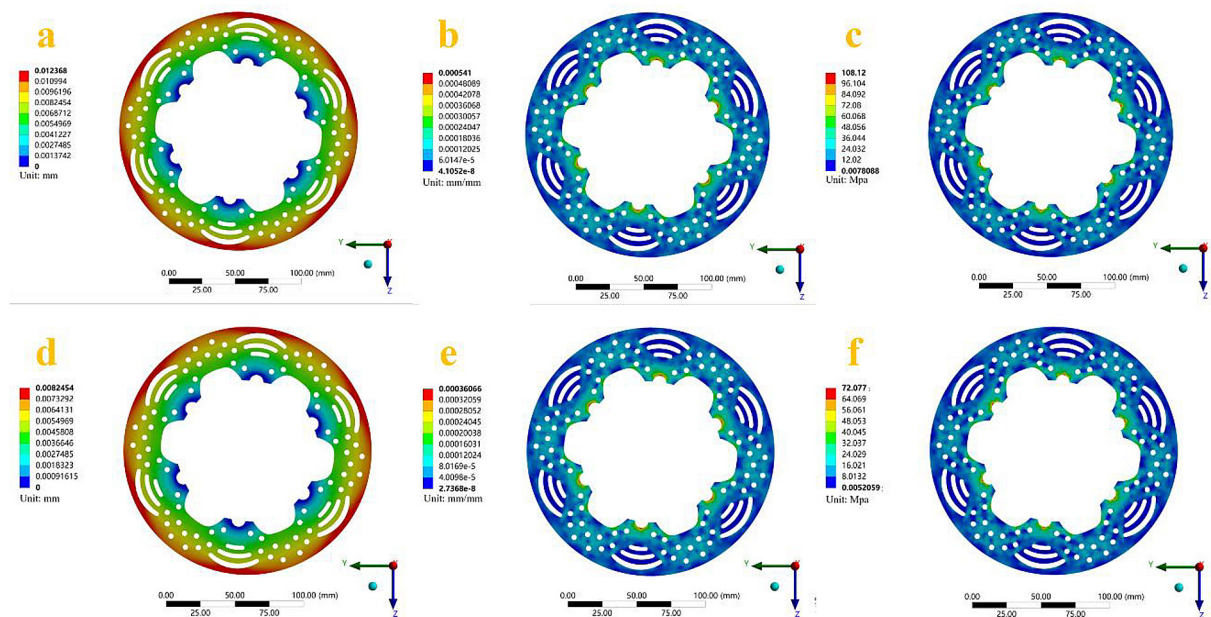 a
0.012368
0.010994
0.0096196
0.0082454
0.0068712
0.0054969
0.0041227
0.0027485
0.0013742
0
Unit: mm
Y
X
Z
0.00 50.00 100.00 (mm)
25.00 75.00
b
0.000541
0.00048089
0.00042078
0.00036068
0.00030057
0.00024047
0.00018036
0.00012025
6.0147e-5
4.1052e-8
Unit: mm/mm
Y
X
Z
0.00 50.00 100.00 (mm)
25.00 75.00
c
108.12
96.104
84.092
72.08
60.068
48.056
36.044
24.032
12.02
0.0078088
Unit: Mpa
Y
X
Z
0.00 50.00 100.00 (mm)
25.00 75.00
d
0.0082454
0.0073292
0.0064131
0.0054969
0.0045808
0.0036646
0.0027485
0.0018323
0.00091615
0
Unit: mm
Y
X
Z
0.00 50.00 100.00 (mm)
25.00 75.00
e
0.00036066
0.00032059
0.00028052
0.00024045
0.00020038
0.00016031
0.00012024
8.0169e-5
4.0098e-5
2.7368e-8
Unit: mm/mm
Y
X
Z
0.00 50.00 100.00 (mm)
25.00 75.00
f
72.077
64.069
56.061
48.053
40.045
32.037
24.029
16.021
8.0132
0.0052059
Unit: Mpa
Y
X
Z
0.00 50.00 100.00 (mm)
25.00 75.00